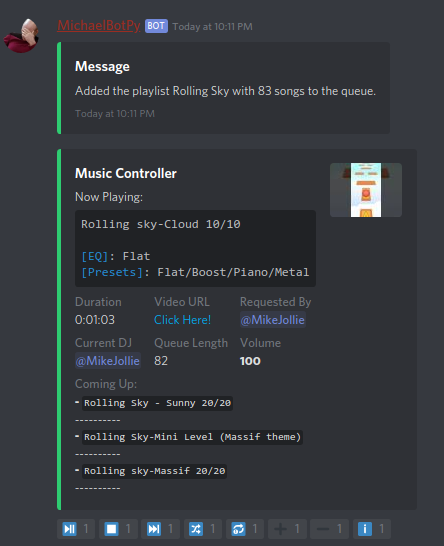 MichaelBotPy BOT Today at 10:11 PM
Message
Added the playlist Rolling Sky with 83 songs to the queue.
Today at 10:11 PM
Music Controller
Now Playing:
Rolling sky-Cloud 10/10
[EQ]: Flat
[Presets]: Flat/Boost/Piano/Metal
Duration Video URL Requested By
0:01:03 Click Here! @MikeJollie
Current DJ Queue Length Volume
@MikeJollie 82 100
Coming Up:
- Rolling Sky - Sunny 20/20
----------
- Rolling Sky-Mini Level (Massif theme)
----------
- Rolling sky-Massif 20/20
----------
1 1 1 1 1 1 1 1